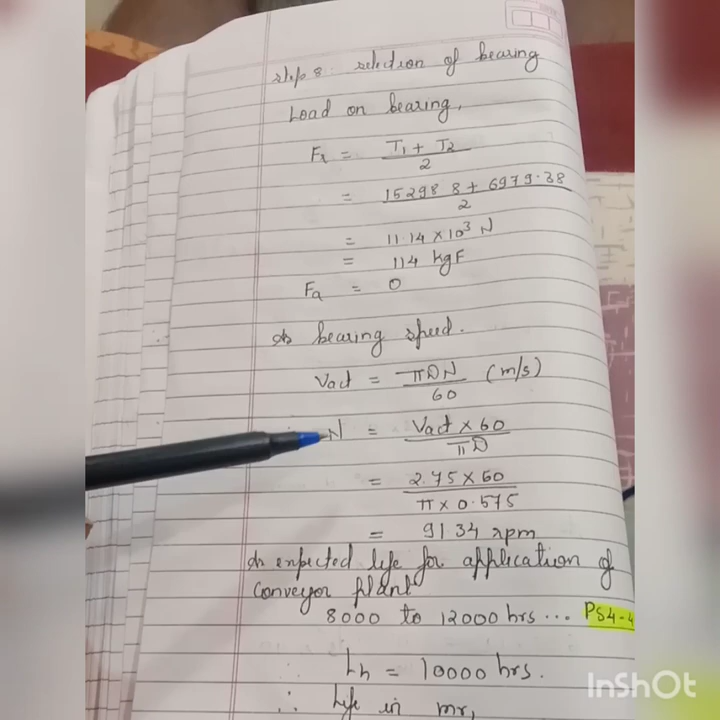 step 8: selection of bearing
Load on bearing,
Fr = T1 + T2 / 2
= 15298.8 + 6979.38 / 2
= 11.14 × 10³ N
= 114 kgF
Fa = 0
bearing speed.
Vact = πDN / 60 (m/s)
N = Vact × 60 / πD
= 2.75 × 60 / π × 0.575
= 91.34 rpm
expected life for application of
conveyor plant
8000 to 12000 hrs ... PS4-4
∴ Lh = 10000 hrs.
∴ Life in mr,
InShOt